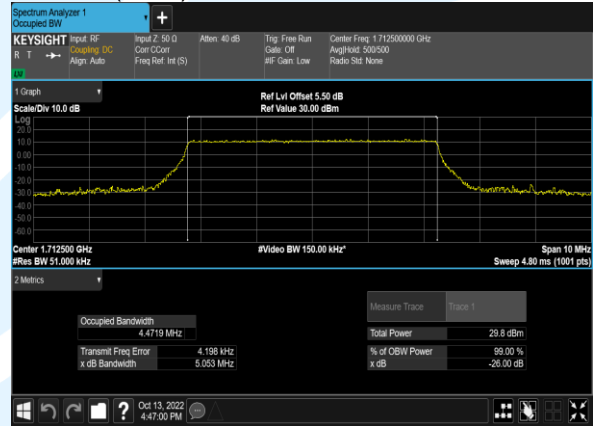 Spectrum Analyzer 1
Occupied BW
+
KEYSIGHT Input: RF Input Z: 50 Ω Atten: 40 dB Trig: Free Run Center Freq: 1.712500000 GHz
R T Coupling: DC Corr CCorr Gate: Off Avg|Hold: 500/500
Align: Auto Freq Ref: Int (S) #IF Gain: Low Radio Std: None
LV
1 Graph
Ref Lvl Offset 5.50 dB
Scale/Div 10.0 dB Ref Value 30.00 dBm
Log
20.0
10.0
0.00
-10.0
-20.0
-30.0
-40.0
-50.0
-60.0
Center 1.712500 GHz #Video BW 150.00 kHz* Span 10 MHz
#Res BW 51.000 kHz Sweep 4.80 ms (1001 pts)
2 Metrics
Measure Trace Trace 1
Occupied Bandwidth
4.4719 MHz
Total Power 29.8 dBm
Transmit Freq Error 4.198 kHz % of OBW Power 99.00 %
x dB Bandwidth 5.053 MHz x dB -26.00 dB
? Oct 13, 2022
4:47:00 PM